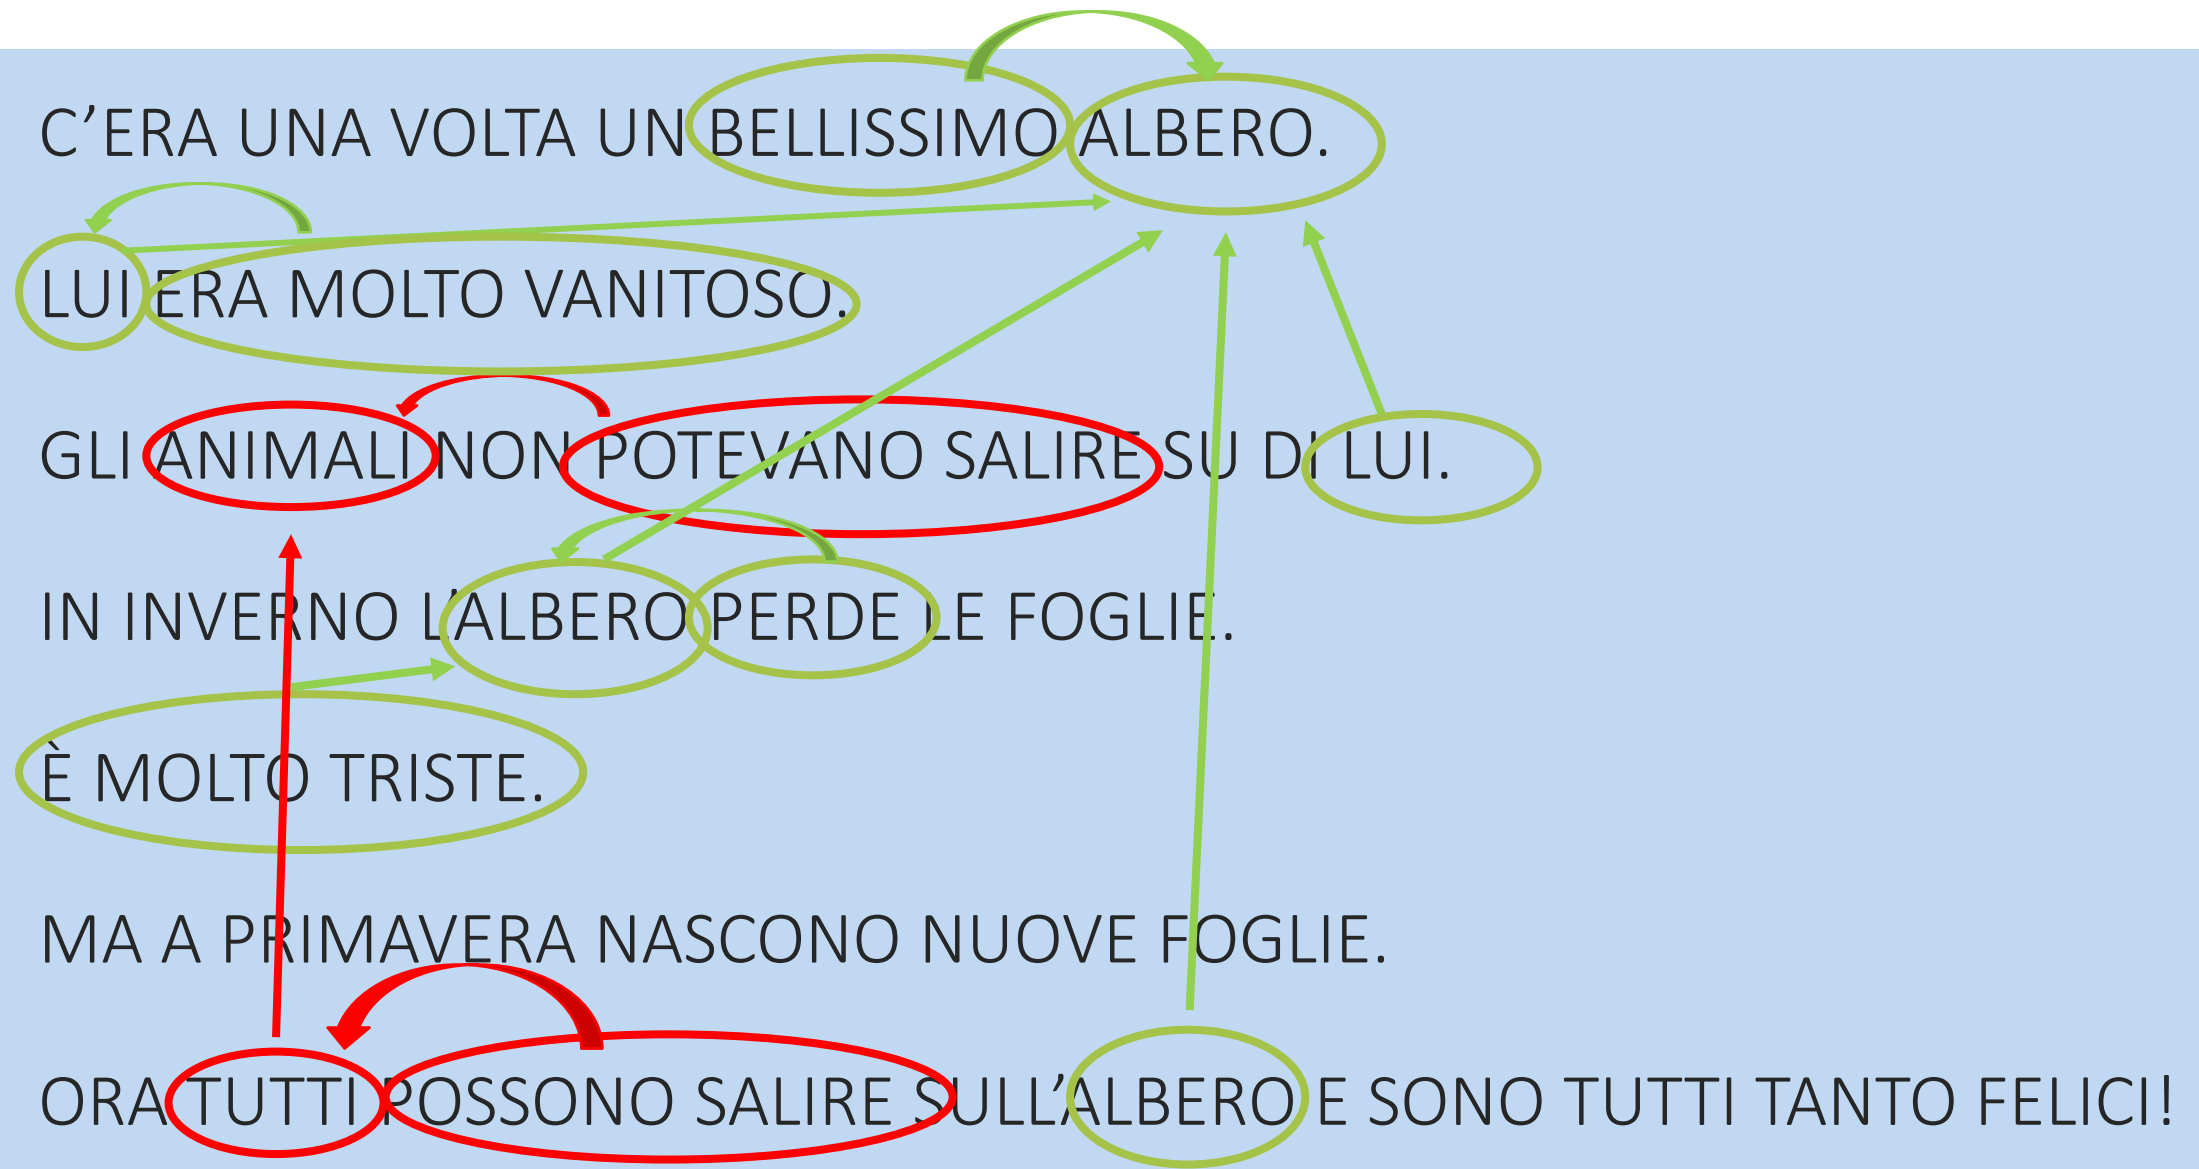 C’ERA UNA VOLTA UN BELLISSIMO ALBERO.
LUI ERA MOLTO VANITOSO.
GLI ANIMALI NON POTEVANO SALIRE SU DI LUI.
IN INVERNO L’ALBERO PERDE LE FOGLIE.
È MOLTO TRISTE.
MA A PRIMAVERA NASCONO NUOVE FOGLIE.
ORA TUTTI POSSONO SALIRE SULL’ALBERO E SONO TUTTI TANTO FELICI!